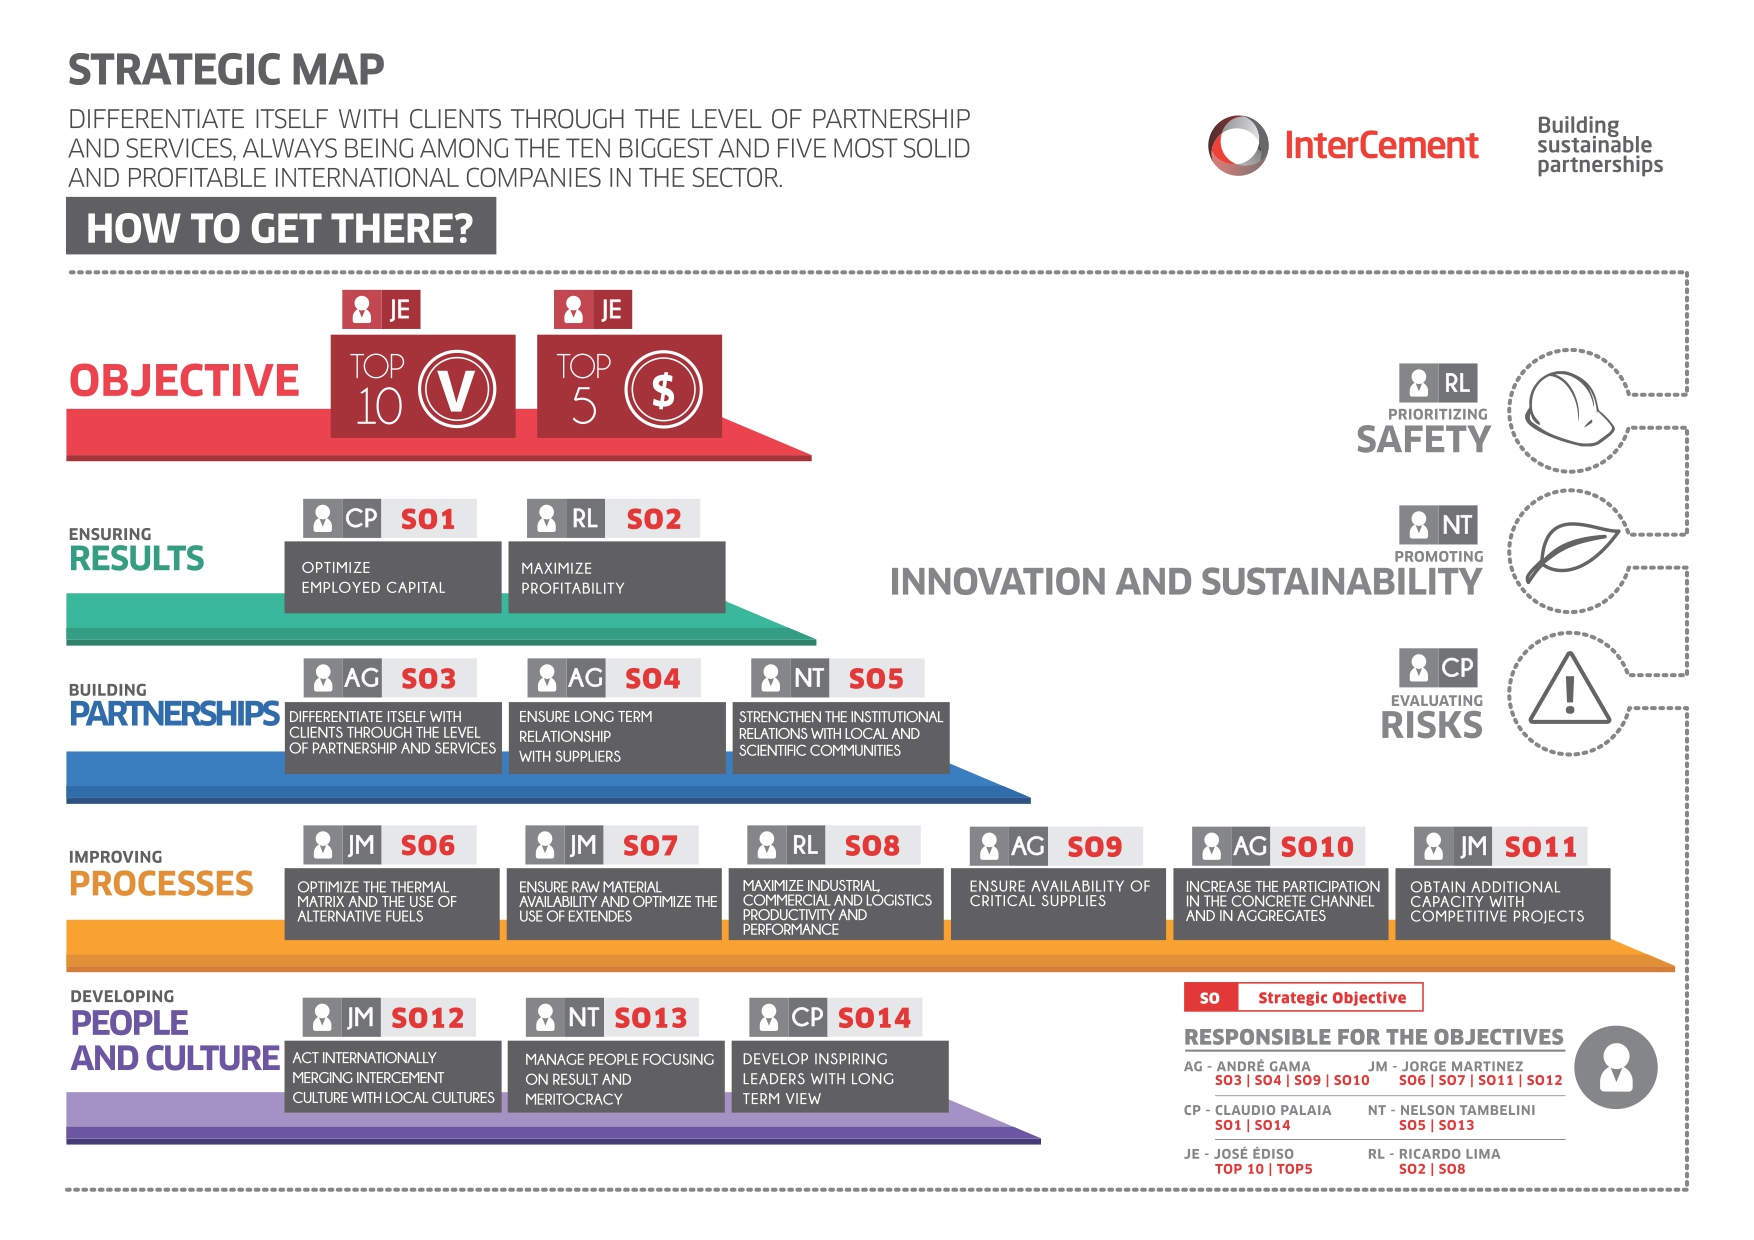 STRATEGIC MAP
DIFFERENTIATE ITSELF WITH CLIENTS THROUGH THE LEVEL OF PARTNERSHIP
AND SERVICES, ALWAYS BEING AMONG THE TEN BIGGEST AND FIVE MOST SOLID
AND PROFITABLE INTERNATIONAL COMPANIES IN THE SECTOR.
InterCement
Building
sustainable
partnerships
HOW TO GET THERE?
OBJECTIVE
JE
TOP
10
V
JE
TOP
5
$
RL
PRIORITIZING
SAFETY
NT
PROMOTING
INNOVATION AND SUSTAINABILITY
CP
EVALUATING
RISKS
!
ENSURING
RESULTS
CP SO1
OPTIMIZE
EMPLOYED CAPITAL
RL SO2
MAXIMIZE
PROFITABILITY
BUILDING
PARTNERSHIPS
AG SO3
DIFFERENTIATE ITSELF WITH
CLIENTS THROUGH THE LEVEL
OF PARTNERSHIP AND SERVICES
AG SO4
ENSURE LONG TERM
RELATIONSHIP
WITH SUPPLIERS
NT SO5
STRENGTHEN THE INSTITUTIONAL
RELATIONS WITH LOCAL AND
SCIENTIFIC COMMUNITIES
IMPROVING
PROCESSES
JM SO6
OPTIMIZE THE THERMAL
MATRIX AND THE USE OF
ALTERNATIVE FUELS
JM SO7
ENSURE RAW MATERIAL
AVAILABILITY AND OPTIMIZE THE
USE OF EXTENDES
RL SO8
MAXIMIZE INDUSTRIAL,
COMMERCIAL AND LOGISTICS
PRODUCTIVITY AND
PERFORMANCE
AG SO9
ENSURE AVAILABILITY OF
CRITICAL SUPPLIES
AG SO10
INCREASE THE PARTICIPATION
IN THE CONCRETE CHANNEL
AND IN AGGREGATES
JM SO11
OBTAIN ADDITIONAL
CAPACITY WITH
COMPETITIVE PROJECTS
DEVELOPING
PEOPLE
AND CULTURE
JM SO12
ACT INTERNATIONALLY
MERGING INTERCEMENT
CULTURE WITH LOCAL CULTURES
NT SO13
MANAGE PEOPLE FOCUSING
ON RESULT AND
MERITOCRACY
CP SO14
DEVELOP INSPIRING
LEADERS WITH LONG
TERM VIEW
SO Strategic Objective
RESPONSIBLE FOR THE OBJECTIVES
AG - ANDRÉ GAMA
SO3 | SO4 | SO9 | SO10
JM - JORGE MARTINEZ
SO6 | SO7 | SO11 | SO12
CP - CLAUDIO PALAIA
SO1 | SO14
NT - NELSON TAMBELINI
SO5 | SO13
JE - JOSÉ ÉDISO
TOP 10 | TOP5
RL - RICARDO LIMA
SO2 | SO8